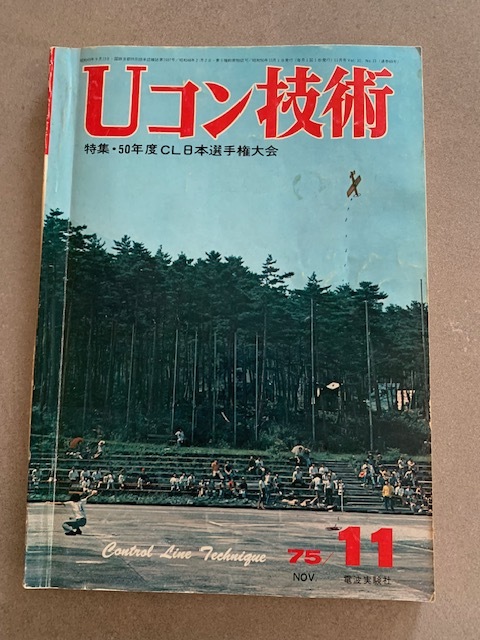 Uコン技術
特集・50年度CL日本選手権大会
Control Line Technique
75/11
NOV
電波実験社